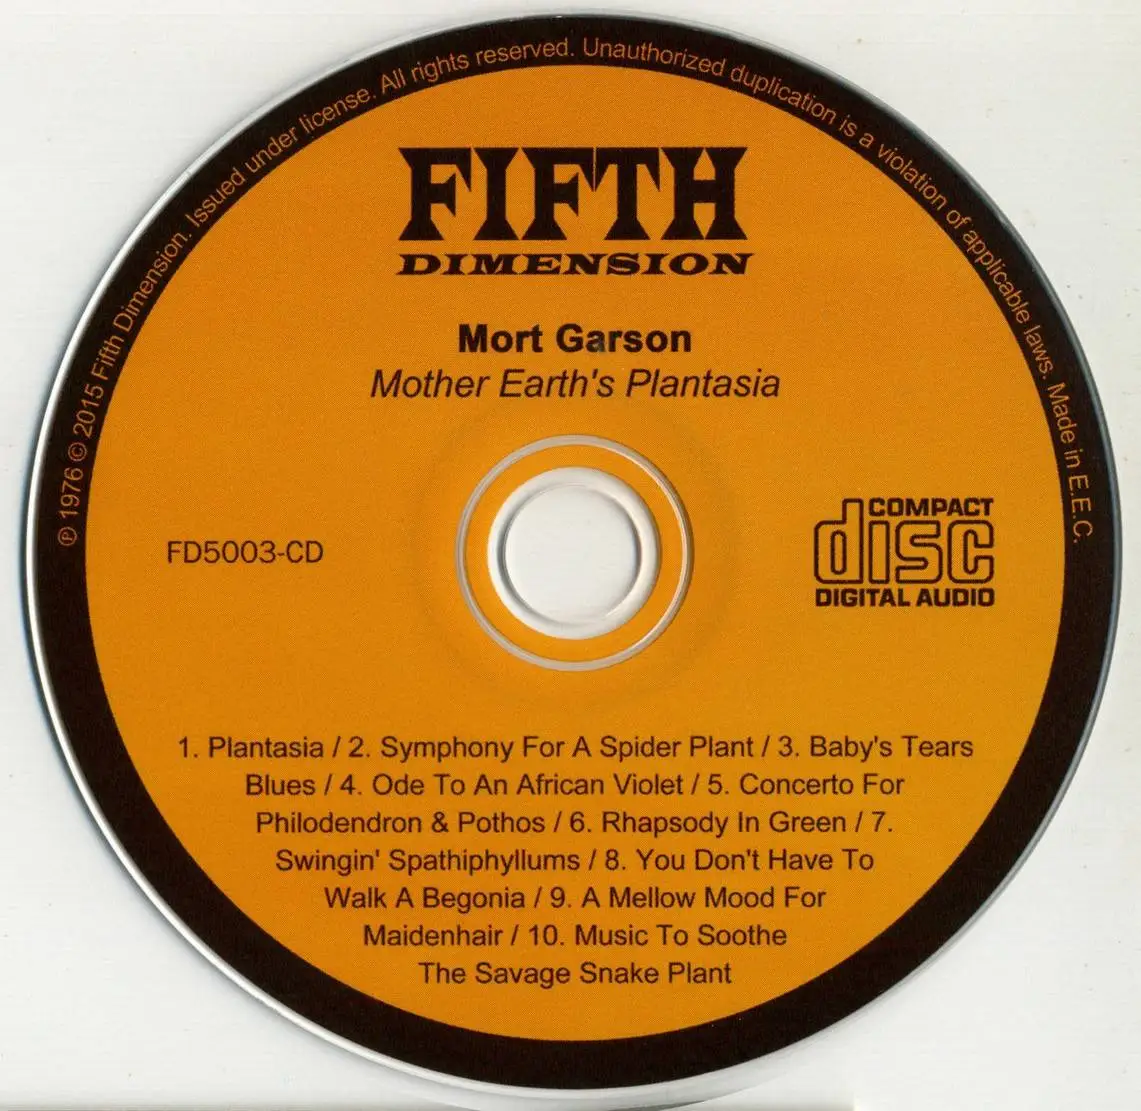 ℗ 1976 © 2015 Fifth Dimension. Issued under license. All rights reserved. Unauthorized duplication is a violation of applicable laws. Made in E.E.C.
FIFTH
DIMENSION
Mort Garson
Mother Earth's Plantasia
FD5003-CD
COMPACT
disc
DIGITAL AUDIO
1. Plantasia / 2. Symphony For A Spider Plant / 3. Baby's Tears
Blues / 4. Ode To An African Violet / 5. Concerto For
Philodendron & Pothos / 6. Rhapsody In Green / 7.
Swingin' Spathiphyllums / 8. You Don't Have To
Walk A Begonia / 9. A Mellow Mood For
Maidenhair / 10. Music To Soothe
The Savage Snake Plant